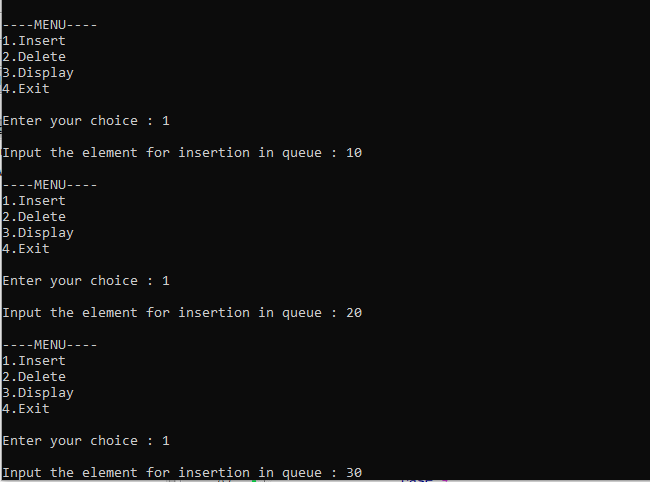 ----MENU----
1.Insert
2.Delete
3.Display
4.Exit
Enter your choice : 1
Input the element for insertion in queue : 10
----MENU----
1.Insert
2.Delete
3.Display
4.Exit
Enter your choice : 1
Input the element for insertion in queue : 20
----MENU----
1.Insert
2.Delete
3.Display
4.Exit
Enter your choice : 1
Input the element for insertion in queue : 30